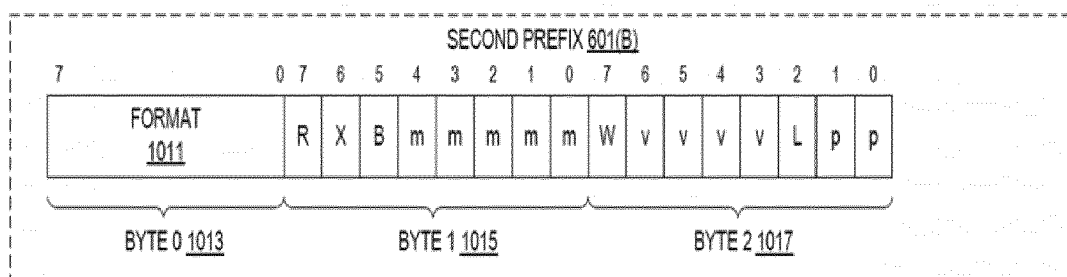 SECOND PREFIX 601(B)
7 0 7 6 5 4 3 2 1 0 7 6 5 4 3 2 1 0
FORMAT
1011
R X B m m m m m W v v v v L p p
BYTE 0 1013 BYTE 1 1015 BYTE 2 1017